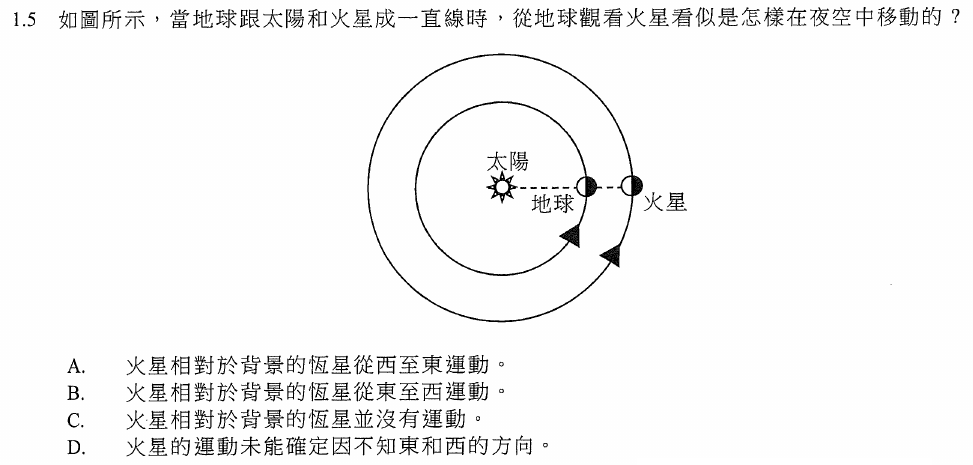 1.5 如圖所示，當地球跟太陽和火星成一直線時，從地球觀看火星看似是怎樣在夜空中移動的？
太陽
地球
火星
A. 火星相對於背景的恆星從西至東運動。
B. 火星相對於背景的恆星從東至西運動。
C. 火星相對於背景的恆星並沒有運動。
D. 火星的運動未能確定因不知東和西的方向。